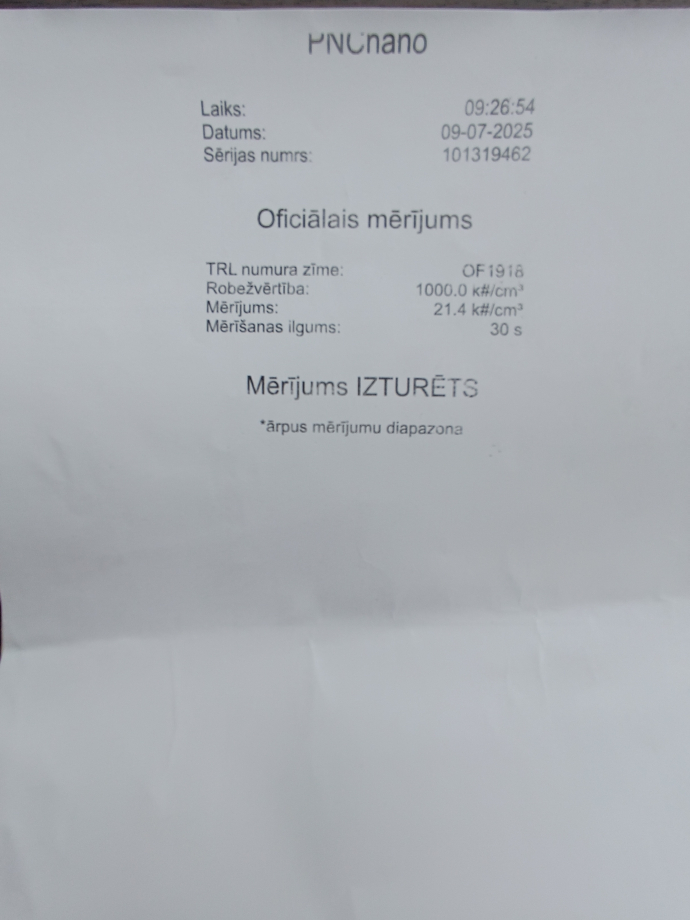 PNCnano
Laiks: 09:26:54
Datums: 09-07-2025
Sērijas numrs: 101319462
Oficiālais mērījums
TRL numura zīme: OF1918
Robežvērtība: 1000.0 k#/cm³
Mērījums: 21.4 k#/cm³
Mērīšanas ilgums: 30 s
Mērījums IZTURĒTS
*ārpus mērījumu diapazona